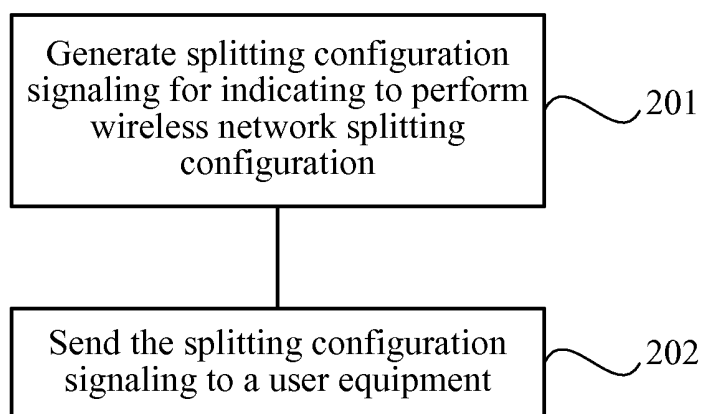 Generate splitting configuration
signaling for indicating to perform
wireless network splitting
configuration
201
Send the splitting configuration
signaling to a user equipment
202